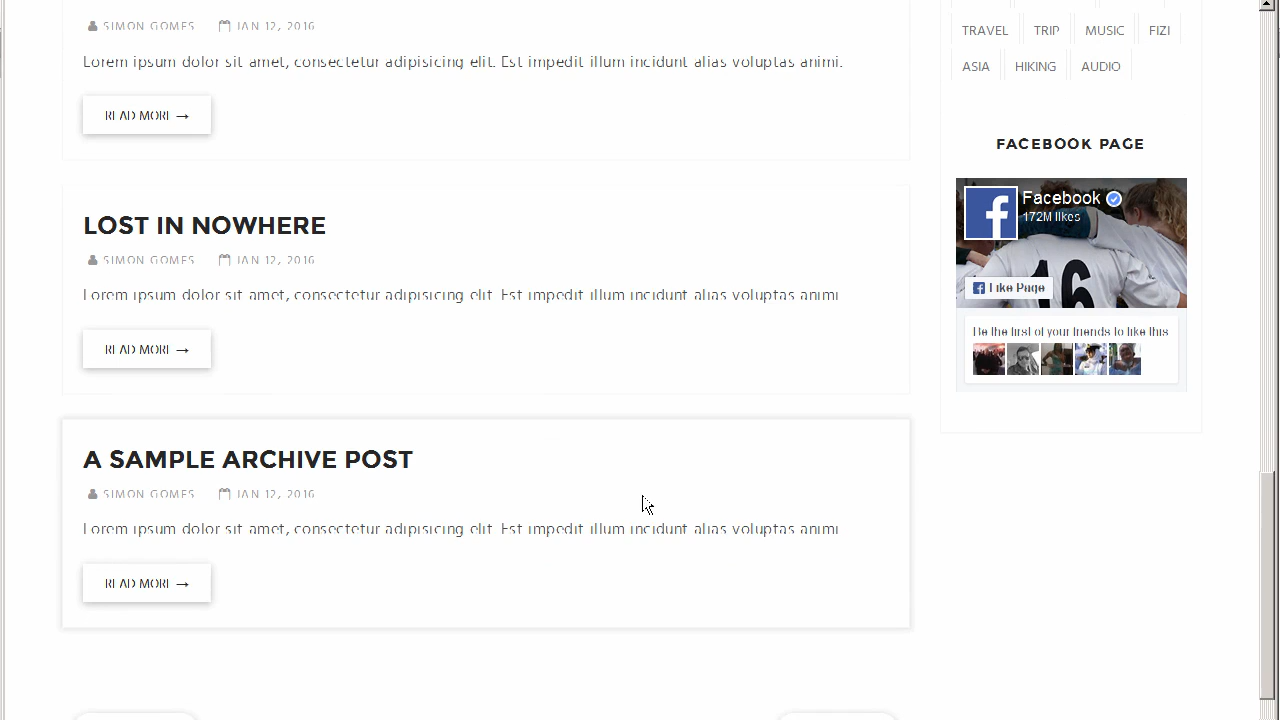 SIMON GOMES JAN 12, 2016
Lorem ipsum dolor sit amet, consectetur adipisicing elit. Est impedit illum incidunt alias voluptas animi.
READ MORE →
LOST IN NOWHERE
SIMON GOMES JAN 12, 2016
Lorem ipsum dolor sit amet, consectetur adipisicing elit. Est impedit illum incidunt alias voluptas animi.
READ MORE →
A SAMPLE ARCHIVE POST
SIMON GOMES JAN 12, 2016
Lorem ipsum dolor sit amet, consectetur adipisicing elit. Est impedit illum incidunt alias voluptas animi.
READ MORE →
TRAVEL TRIP MUSIC FIZI
ASIA HIKING AUDIO
FACEBOOK PAGE
Facebook
172M likes
16
Like Page
Be the first of your friends to like this